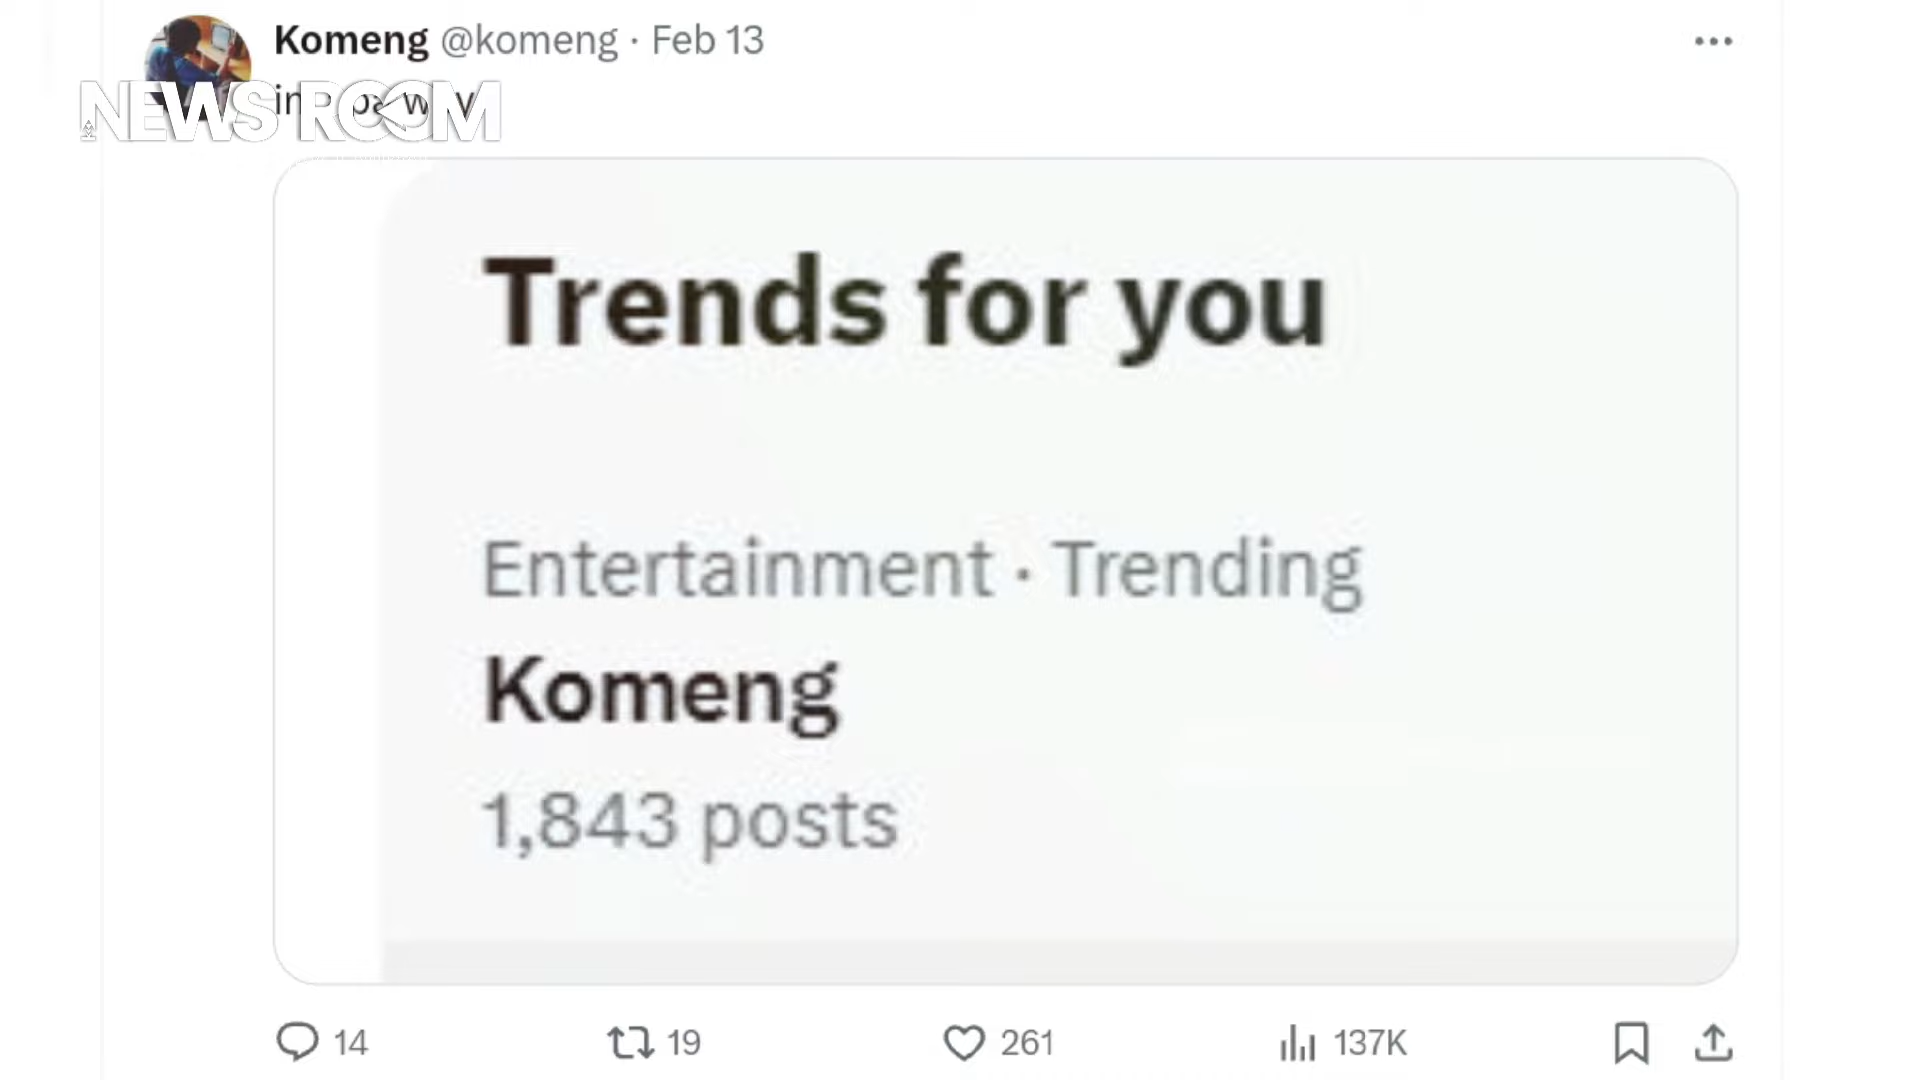 Komeng @komeng · Feb 13
NEWSROOM
Trends for you
Entertainment · Trending
Komeng
1,843 posts
14 19 261 137K